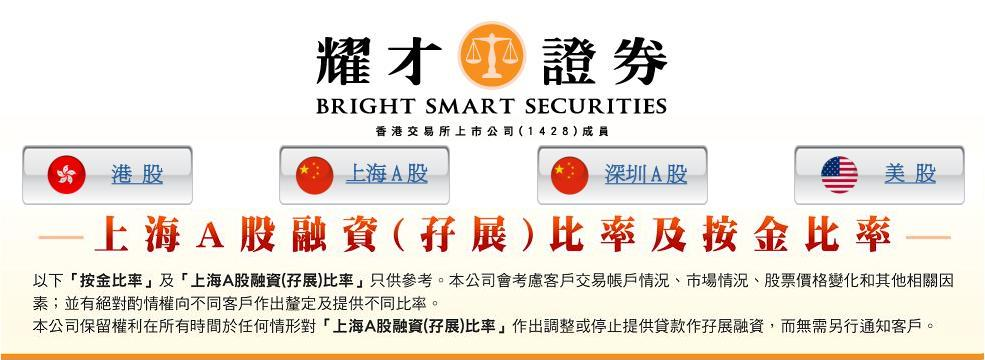 耀才證券
BRIGHT SMART SECURITIES
香港交易所上市公司(1428)成員
港 股
上海A股
深圳A股
美 股
上海A股融資(孖展)比率及按金比率
以下「按金比率」及「上海A股融資(孖展)比率」只供參考。本公司會考慮客戶交易帳戶情況、市場情況、股票價格變化和其他相關因
素；並有絕對酌情權向不同客戶作出釐定及提供不同比率。
本公司保留權利在所有時間於任何情形對「上海A股融資(孖展)比率」作出調整或停止提供貸款作孖展融資，而無需另行通知客戶。